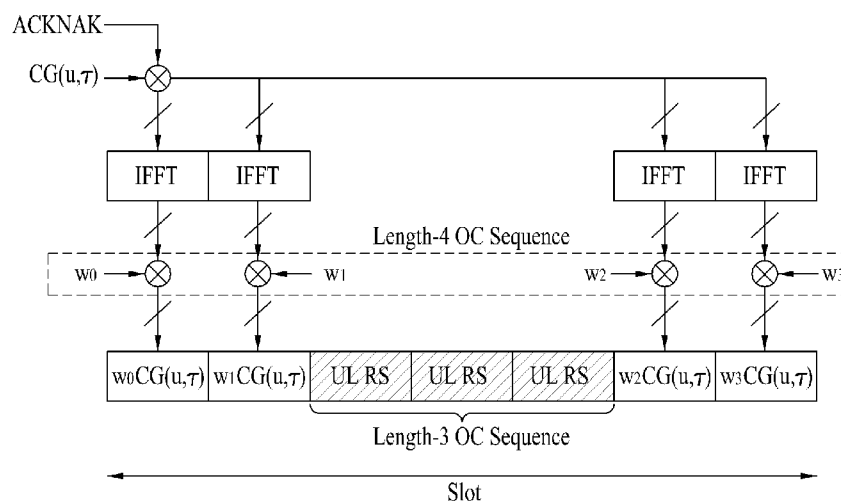 ACKNAK
CG(u,τ)
IFFT IFFT IFFT IFFT
Length-4 OC Sequence
W0 W1 W2 W3
W0CG(u,τ) W1CG(u,τ) UL RS UL RS UL RS W2CG(u,τ) W3CG(u,τ)
Length-3 OC Sequence
Slot